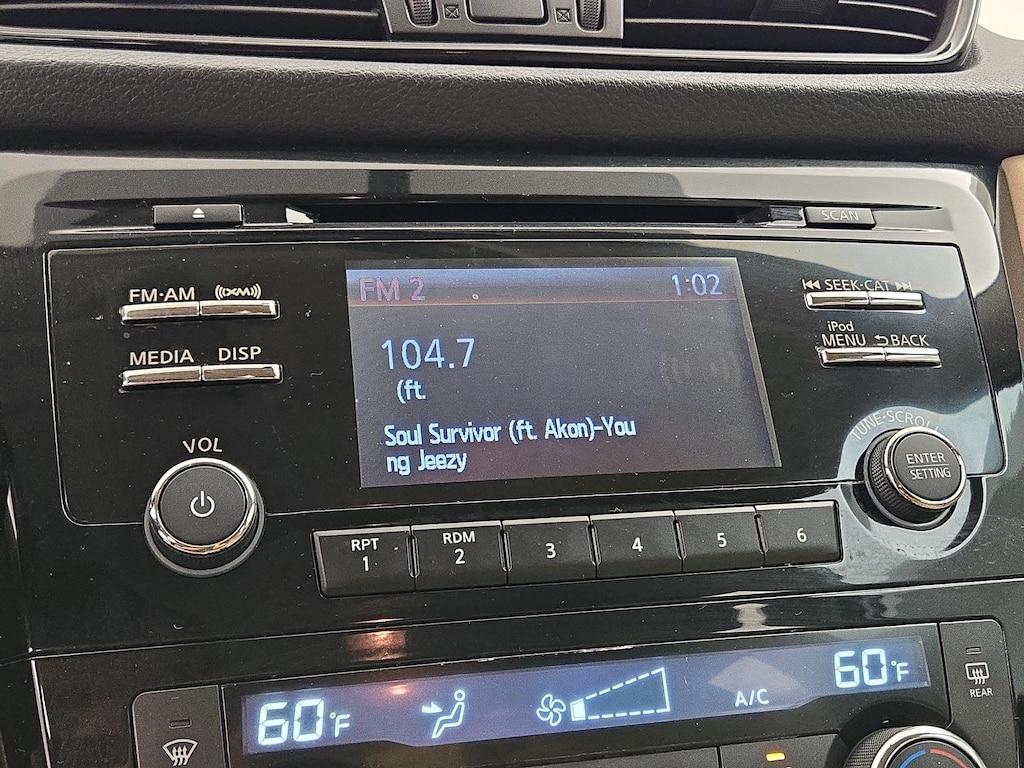 SCAN
FM·AM ((XM))
MEDIA DISP
VOL
FM 2 1:02
104.7
(ft.
Soul Survivor (ft. Akon)-You
ng Jeezy
SEEK·CAT
iPod
MENU BACK
TUNE·SCROLL
ENTER
SETTING
RPT
1
RDM
2
3
4
5
6
60°F
A/C
60°F
REAR